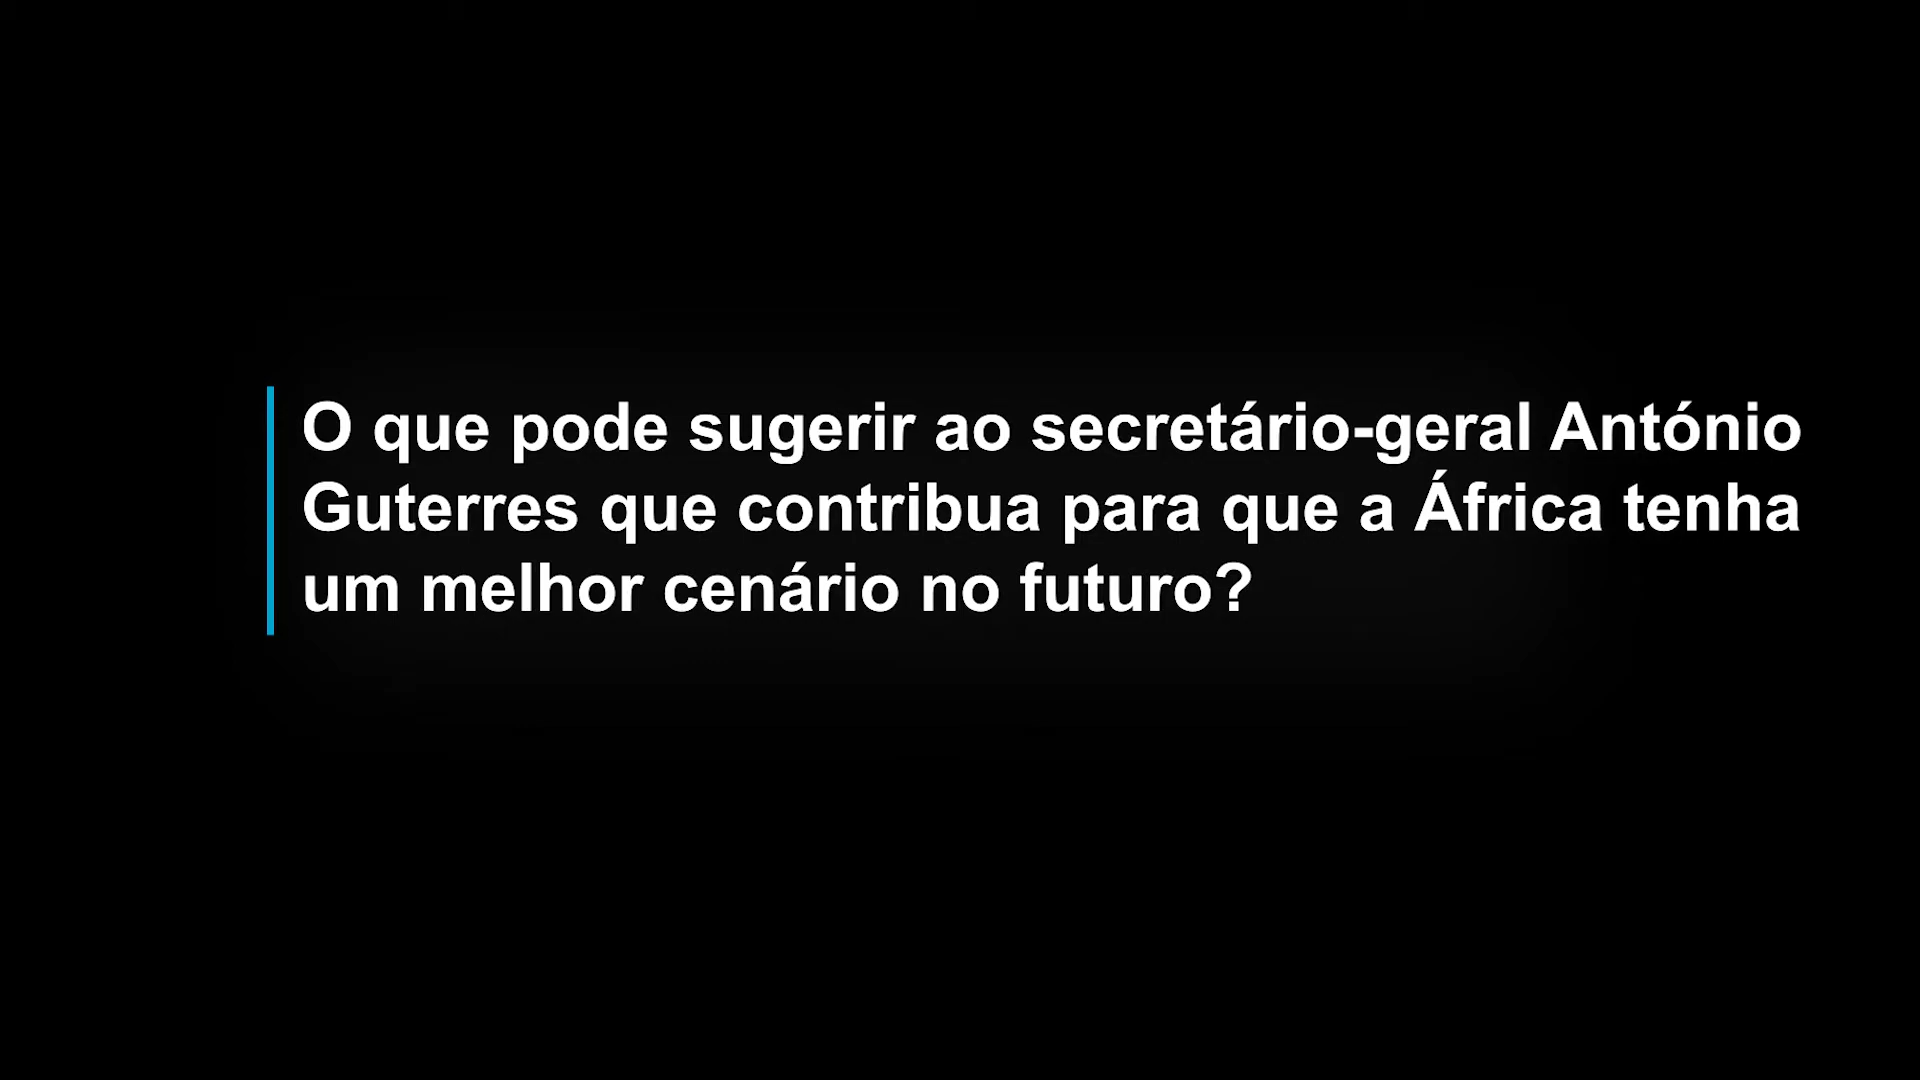 O que pode sugerir ao secretário-geral António
Guterres que contribua para que a África tenha
um melhor cenário no futuro?